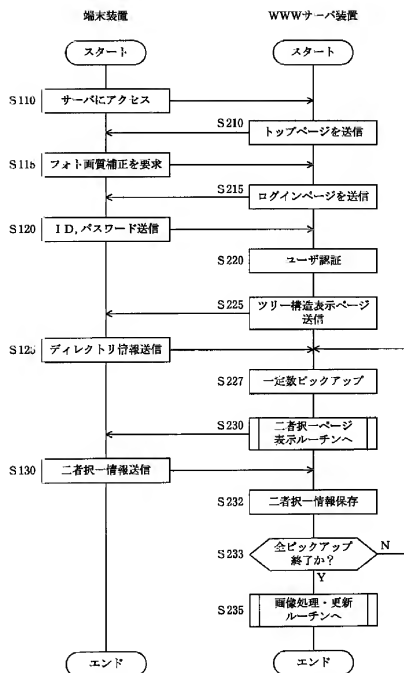 端末装置
WWWサーバ装置
スタート
スタート
S110
サーバにアクセス
S210
トップページを送信
S115
フォト画質補正を要求
S215
ログインページを送信
S120
ID,パスワード送信
S220
ユーザ認証
S225
ツリー構造表示ページ
送信
S125
ディレクトリ情報送信
S227
一定数ピックアップ
S230
二者択一ページ
表示ルーチンへ
S130
二者択一情報送信
S232
二者択一情報保存
S233
全ピックアップ
終了か?
N
Y
S235
画像処理・更新
ルーチンへ
エンド
エンド